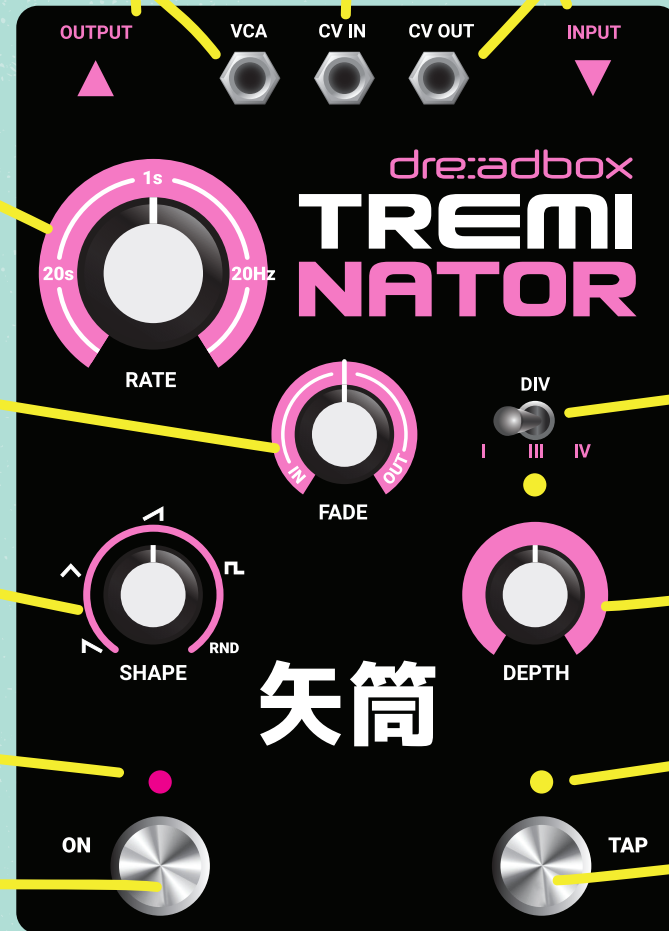 OUTPUT
VCA
CV IN
CV OUT
INPUT
dre:adbox
TREMI
NATOR
1s
20s
20Hz
RATE
DIV
I III IV
IN
OUT
FADE
RND
SHAPE
DEPTH
矢筒
ON
TAP